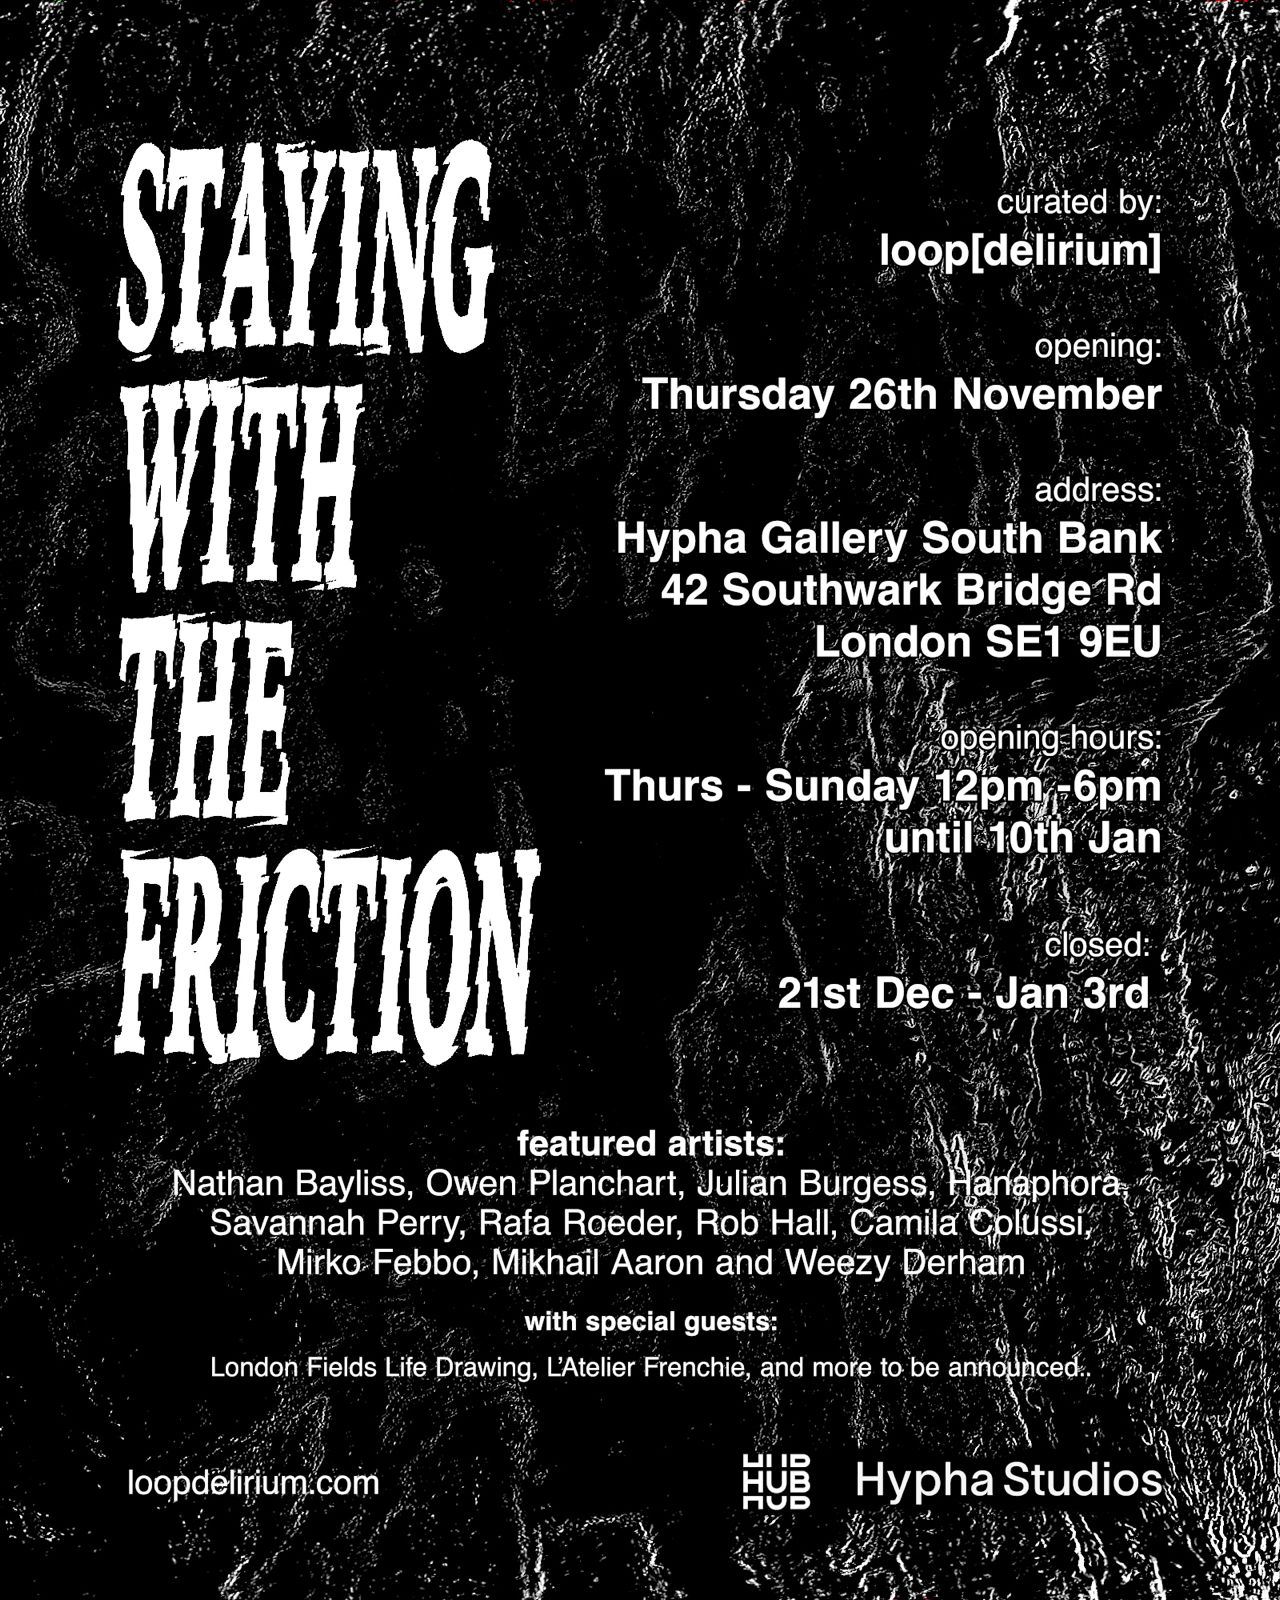 STAYING
WITH
THE
FRICTION
curated by:
loop[delirium]
opening:
Thursday 26th November
address:
Hypha Gallery South Bank
42 Southwark Bridge Rd
London SE1 9EU
opening hours:
Thurs - Sunday 12pm -6pm
until 10th Jan
closed:
21st Dec - Jan 3rd
featured artists:
Nathan Bayliss, Owen Planchart, Julian Burgess, Hanaphora,
Savannah Perry, Rafa Roeder, Rob Hall, Camila Colussi,
Mirko Febbo, Mikhail Aaron and Weezy Derham
with special guests:
London Fields Life Drawing, L'Atelier Frenchie, and more to be announced..
loopdelirium.com
HUB
HUB
HUB
Hypha Studios